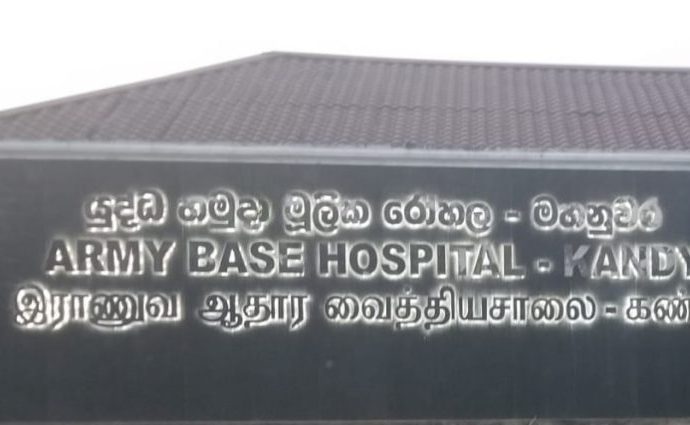 යුද්ධ හමුදා මූලික රෝහල - මහනුවර
ARMY BASE HOSPITAL - KANDY
இராணுவ ஆதார வைத்தியசாலை - கண்